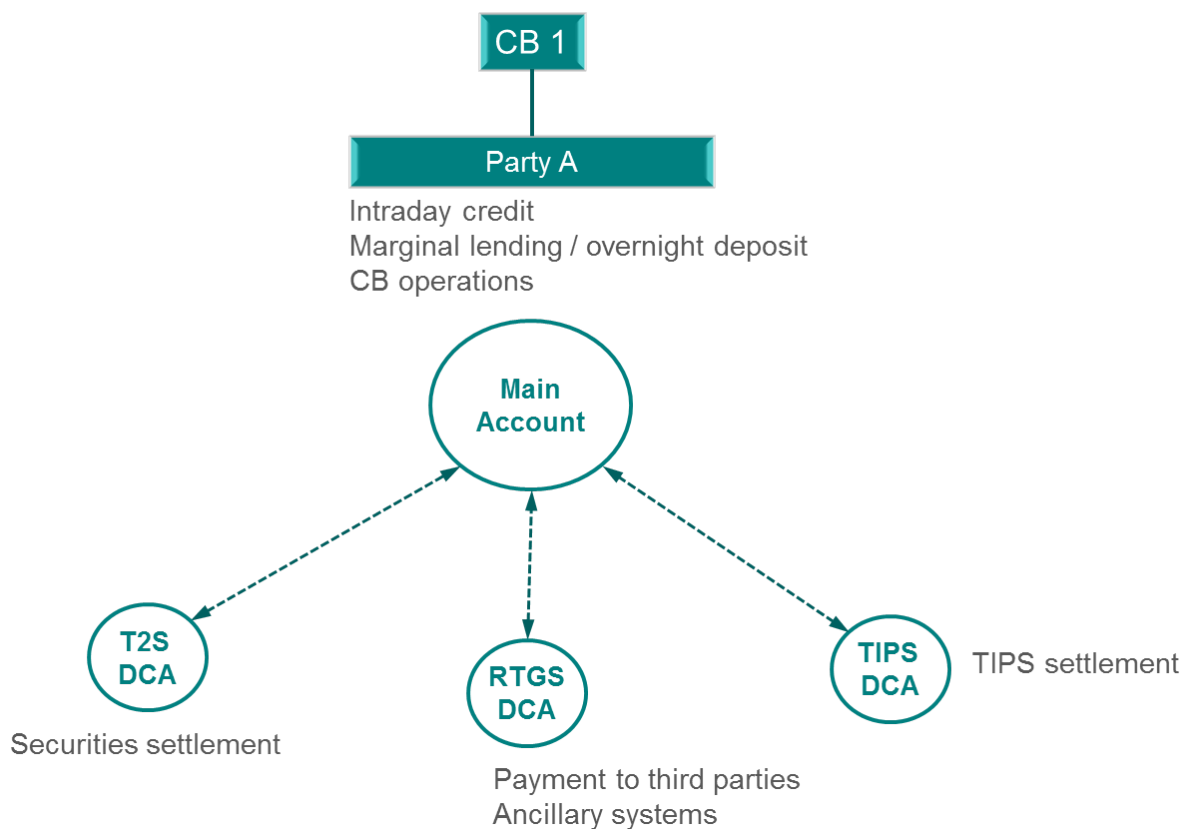 CB 1
Party A
Intraday credit
Marginal lending / overnight deposit
CB operations
Main
Account
T2S
DCA
Securities settlement
RTGS
DCA
Payment to third parties
Ancillary systems
TIPS
DCA
TIPS settlement